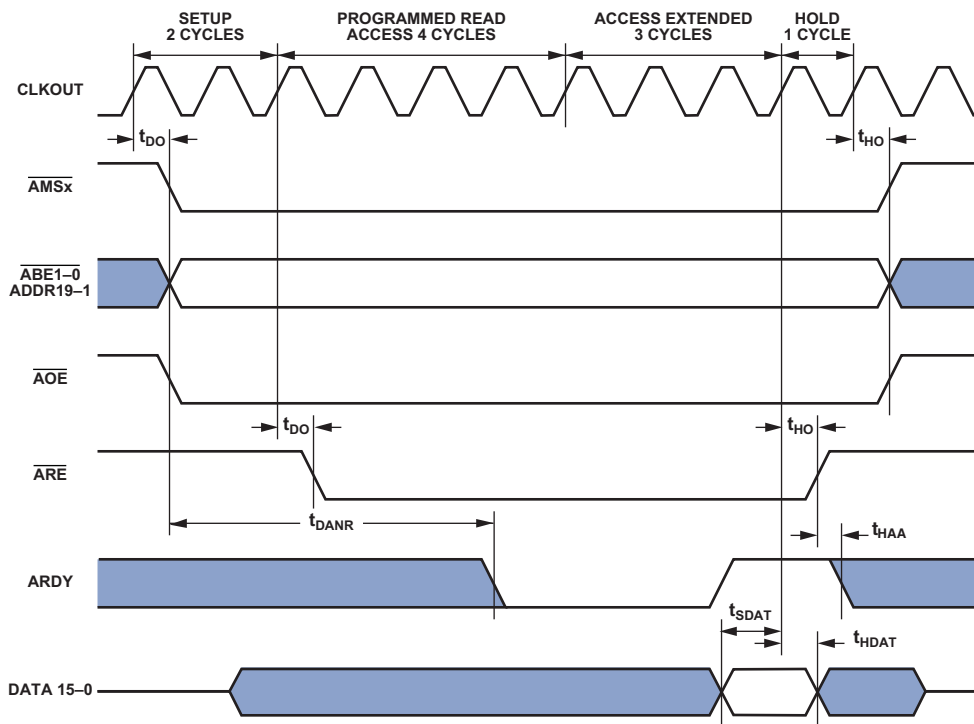 SETUP
2 CYCLES
PROGRAMMED READ
ACCESS 4 CYCLES
ACCESS EXTENDED
3 CYCLES
HOLD
1 CYCLE
CLKOUT
tDO
tHO
AMSx
ABE1–0
ADDR19–1
AOE
tDO
tHO
ARE
tDANR
tHAA
ARDY
tSDAT
tHDAT
DATA 15–0